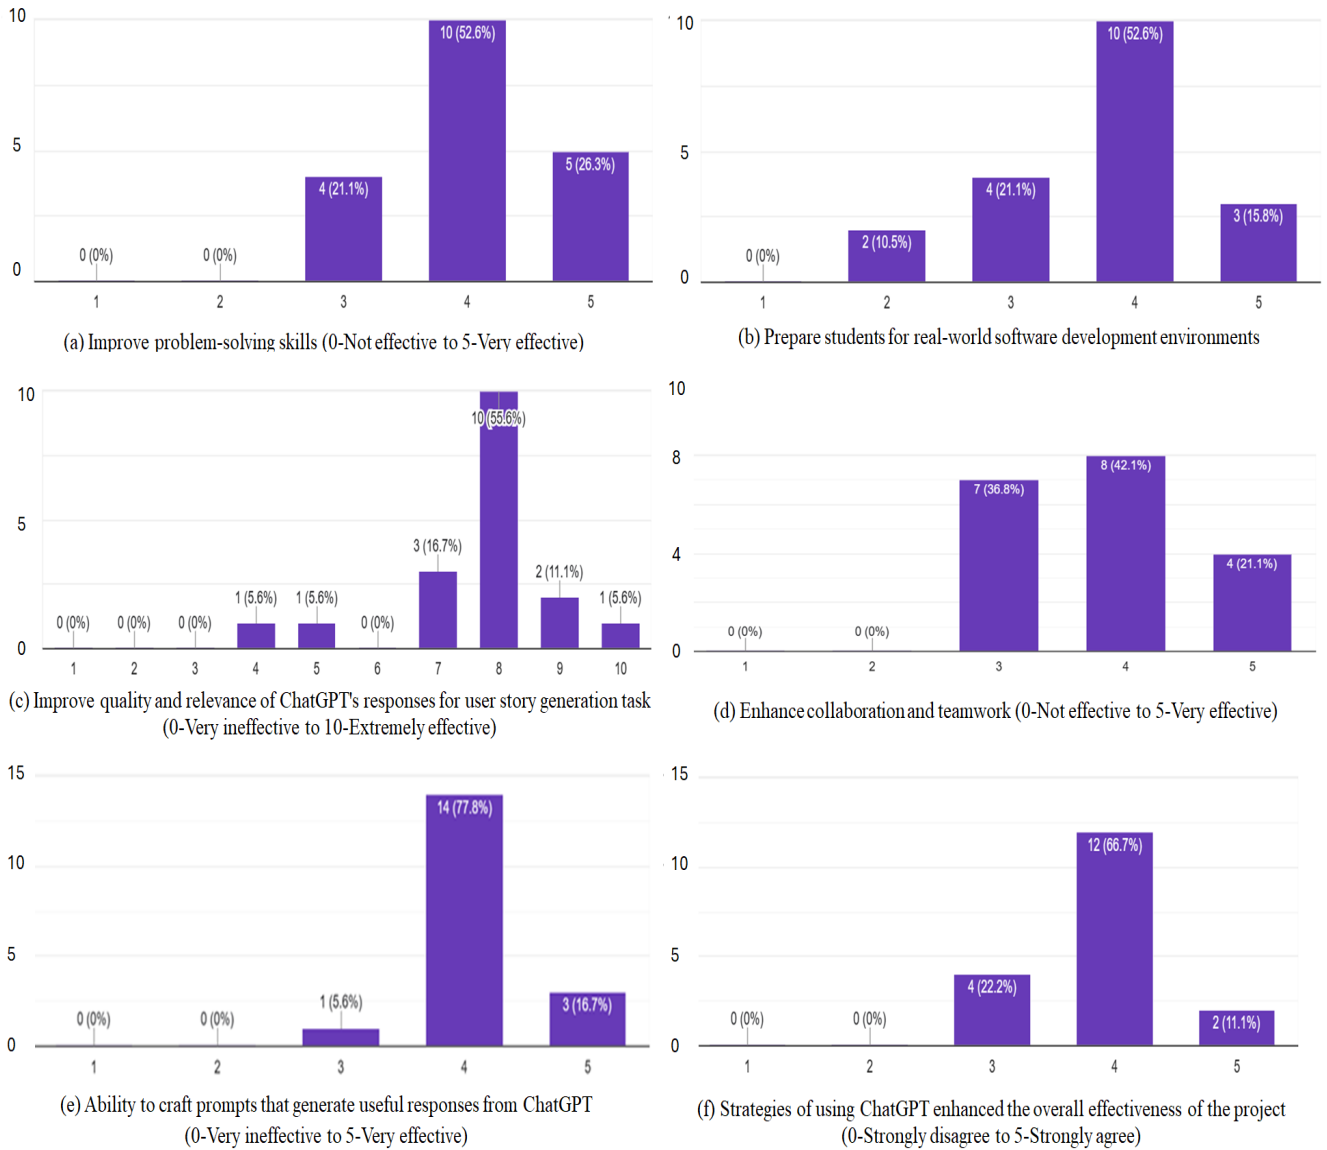 10
10 (52.6%)
5
5 (26.3%)
4 (21.1%)
0 (0%)
0 (0%)
0
1 2 3 4 5
(a) Improve problem-solving skills (0-Not effective to 5-Very effective)
10
10 (52.6%)
5
4 (21.1%)
3 (15.8%)
2 (10.5%)
0 (0%)
0
1 2 3 4 5
(b) Prepare students for real-world software development environments
10
10 (55.6%)
5
3 (16.7%)
2 (11.1%)
1 (5.6%) 1 (5.6%) 1 (5.6%)
0 (0%) 0 (0%) 0 (0%) 0 (0%)
0
1 2 3 4 5 6 7 8 9 10
(c) Improve quality and relevance of ChatGPT's responses for user story generation task
(0-Very ineffective to 10-Extremely effective)
10
8
8 (42.1%)
7 (36.8%)
4
4 (21.1%)
0 (0%) 0 (0%)
0
1 2 3 4 5
(d) Enhance collaboration and teamwork (0-Not effective to 5-Very effective)
15
14 (77.8%)
10
5
1 (5.6%) 3 (16.7%)
0 (0%) 0 (0%)
0
1 2 3 4 5
(e) Ability to craft prompts that generate useful responses from ChatGPT
(0-Very ineffective to 5-Very effective)
15
12 (66.7%)
10
5
4 (22.2%)
0 (0%) 0 (0%) 2 (11.1%)
0
1 2 3 4 5
(f) Strategies of using ChatGPT enhanced the overall effectiveness of the project
(0-Strongly disagree to 5-Strongly agree)